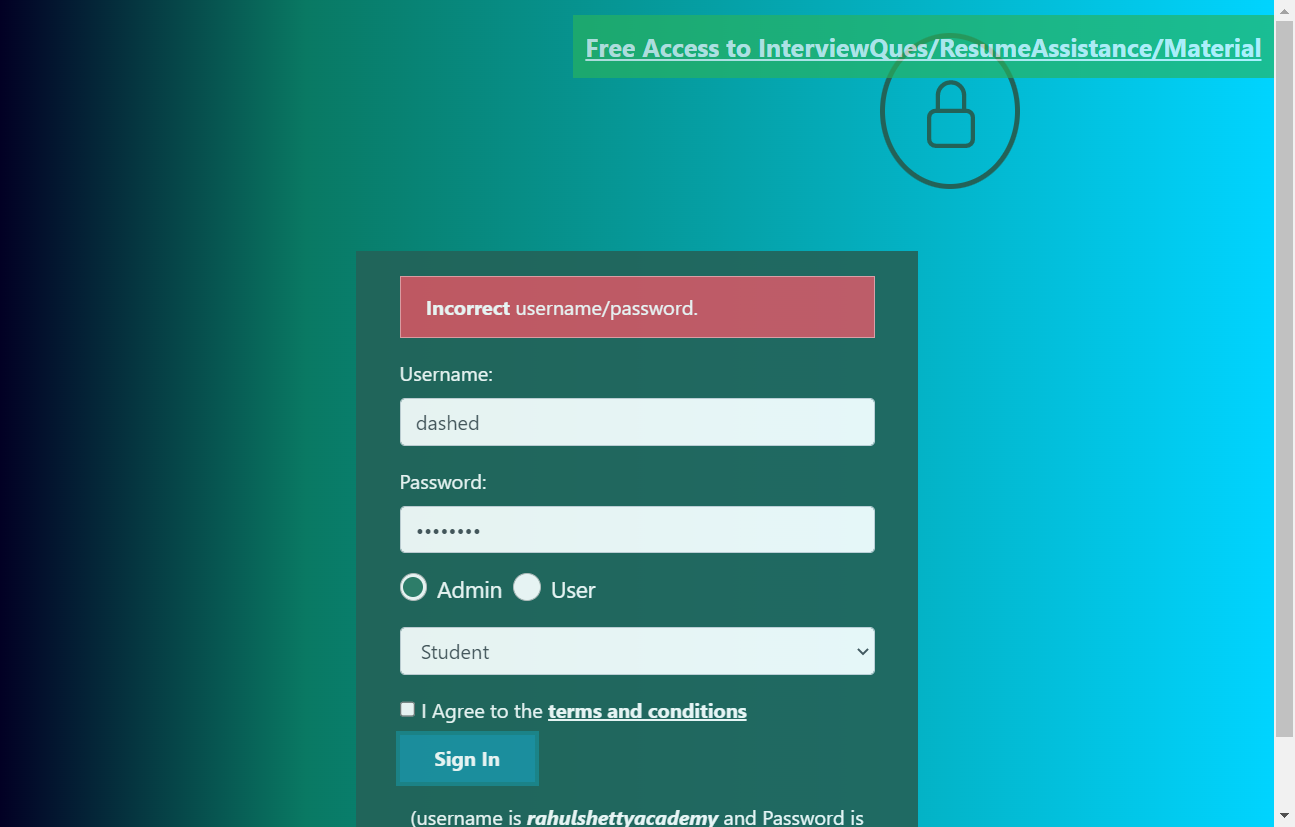 Free Access to InterviewQues/ResumeAssistance/Material
Incorrect username/password.
Username:
dashed
Password:
••••••••
Admin User
Student
I Agree to the terms and conditions
Sign In
(username is rahulshettyacademy and Password is